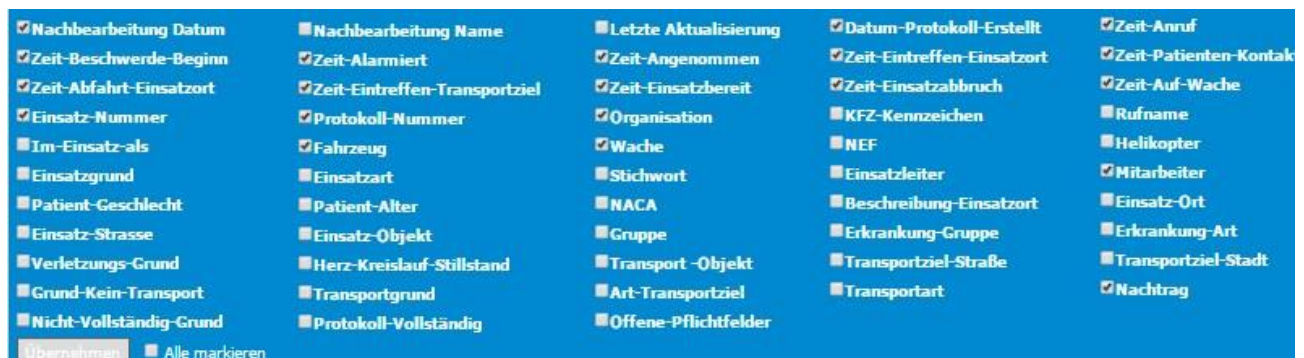 Nachbearbeitung Datum Nachbearbeitung Name Letzte Aktualisierung Datum-Protokoll-Erstellt Zeit-Anruf
Zeit-Beschwerde-Beginn Zeit-Alarmiert Zeit-Angenommen Zeit-Eintreffen-Einsatzort Zeit-Patienten-Kontak
Zeit-Abfahrt-Einsatzort Zeit-Eintreffen-Transportziel Zeit-Einsatzbereit Zeit-Einsatzabbruch Zeit-Auf-Wache
Einsatz-Nummer Protokoll-Nummer Organisation KFZ-Kennzeichen Rufname
Im-Einsatz-als Fahrzeug Wache NEF Helikopter
Einsatzgrund Einsatzart Stichwort Einsatzleiter Mitarbeiter
Patient-Geschlecht Patient-Alter NACA Beschreibung-Einsatzort Einsatz-Ort
Einsatz-Strasse Einsatz-Objekt Gruppe Erkrankung-Gruppe Erkrankung-Art
Verletzungs-Grund Herz-Kreislauf-Stillstand Transport -Objekt Transportziel-Straße Transportziel-Stadt
Grund-Kein-Transport Transportgrund Art-Transportziel Transportart Nachtrag
Nicht-Vollständig-Grund Protokoll-Vollständig Offene-Pflichtfelder
Übernehmen Alle markieren